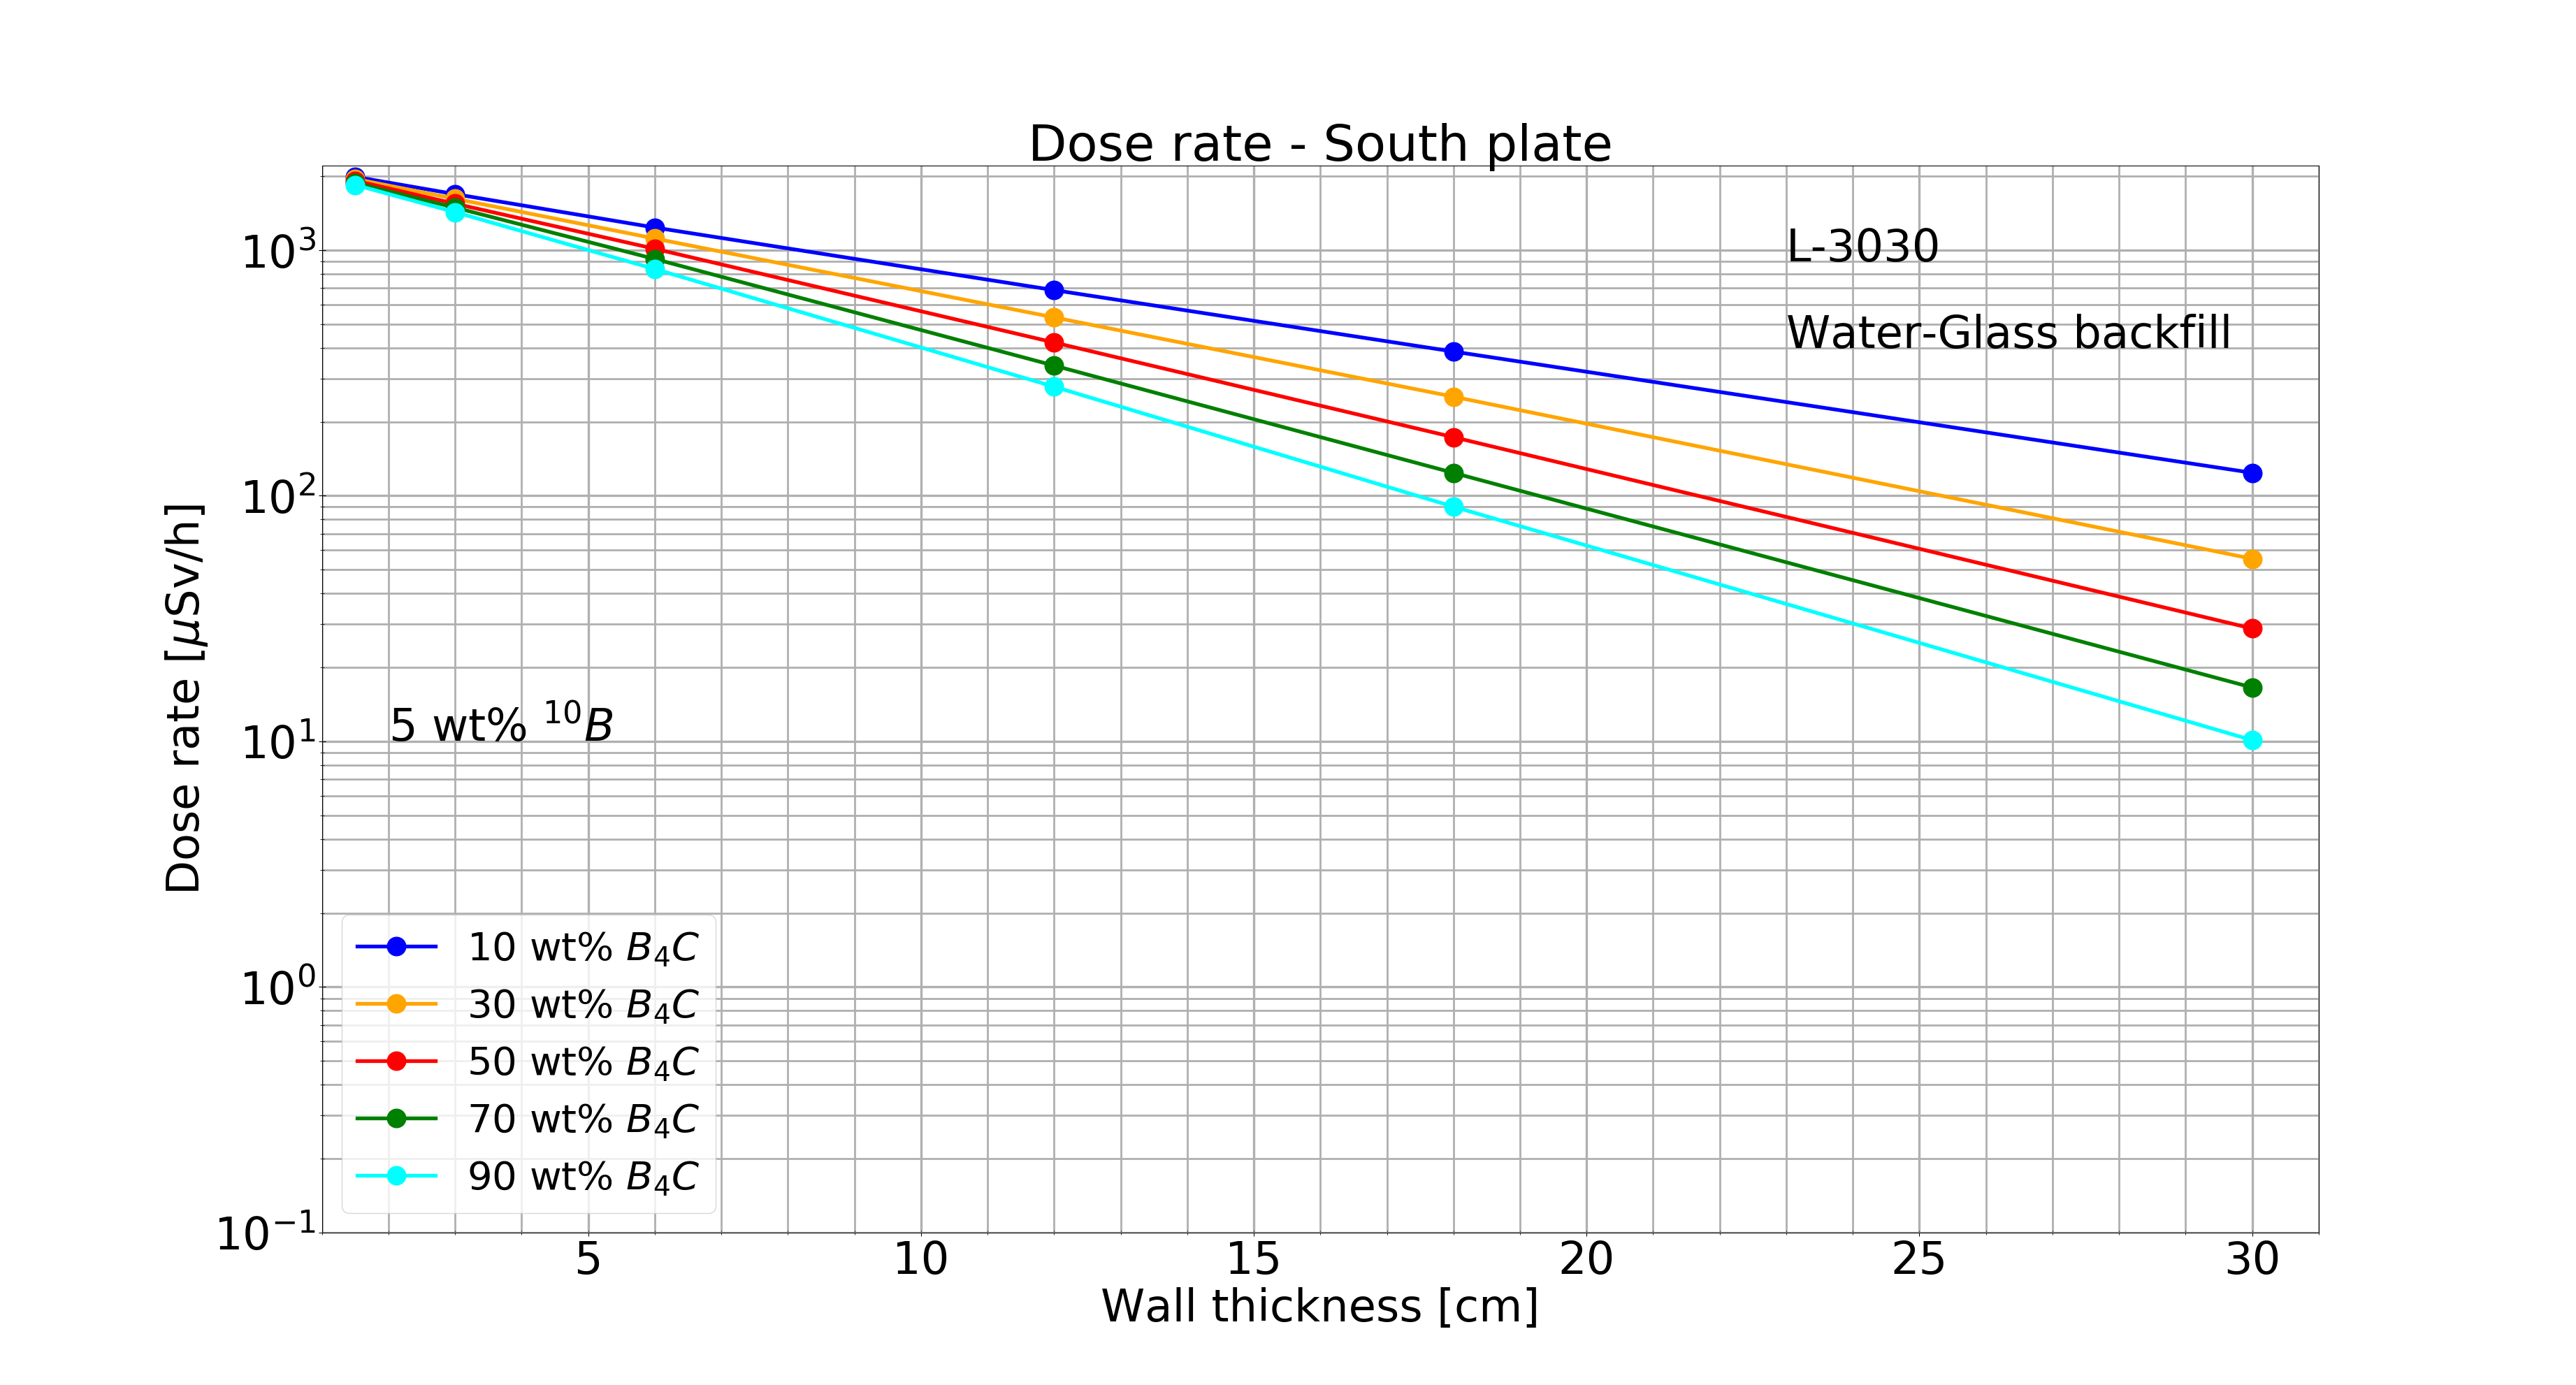 Dose rate - South plate
L-3030
Water-Glass backfill
5 wt% ¹⁰B
Dose rate [μSv/h]
10³
10²
10¹
10⁰
10⁻¹
10 wt% B₄C
30 wt% B₄C
50 wt% B₄C
70 wt% B₄C
90 wt% B₄C
5 10 15 20 25 30
Wall thickness [cm]